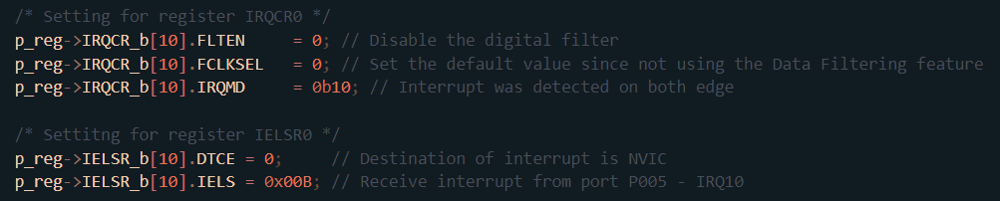 /* Setting for register IRQCR0 */
p_reg->IRQCR_b[10].FLTEN     = 0; // Disable the digital filter
p_reg->IRQCR_b[10].FCLKSEL   = 0; // Set the default value since not using the Data Filtering feature
p_reg->IRQCR_b[10].IRQMD     = 0b10; // Interrupt was detected on both edge
/* Settitng for register IELSR0 */
p_reg->IELSR_b[10].DTCE = 0;     // Destination of interrupt is NVIC
p_reg->IELSR_b[10].IELS = 0x00B; // Receive interrupt from port P005 - IRQ10